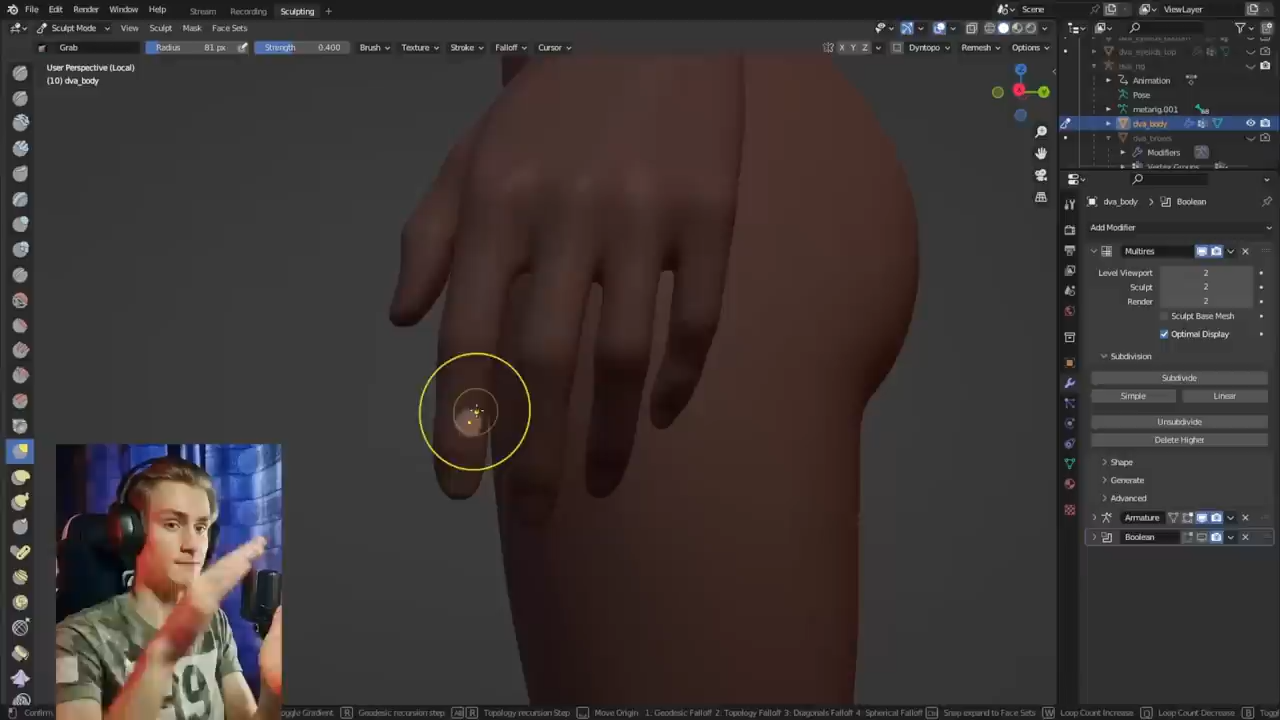 File Edit Render Window Help Stream Recording Sculpting + Scene ViewLayer
Sculpt Mode View Sculpt Mask Face Sets
Grab Radius 81 px Strength 0.400 Brush Texture Stroke Falloff Cursor X Y Z Dyntopo Remesh Options
User Perspective (Local)
(10) dva_body
dva_eyelids_top
dva_rig
Animation
Pose
metarig.001
dva_body
dva_brows
Modifiers
Vertex Groups
dva_body > Boolean
Add Modifier
Multires
Level Viewport 2
Sculpt 2
Render 2
Sculpt Base Mesh
Optimal Display
Subdivision
Subdivide
Simple Linear
Unsubdivide
Delete Higher
Shape
Generate
Advanced
Armature
Boolean
Z
Y
19
Confirm, Toggle Gradient, R Geodesic recursion step, R Topology recursion Step Move Origin 1: Geodesic Falloff 2: Topology Falloff 3: Diagonals Falloff 4: Spherical Falloff Snap expand to Face Sets W Loop Count Increase Q Loop Count Decrease B